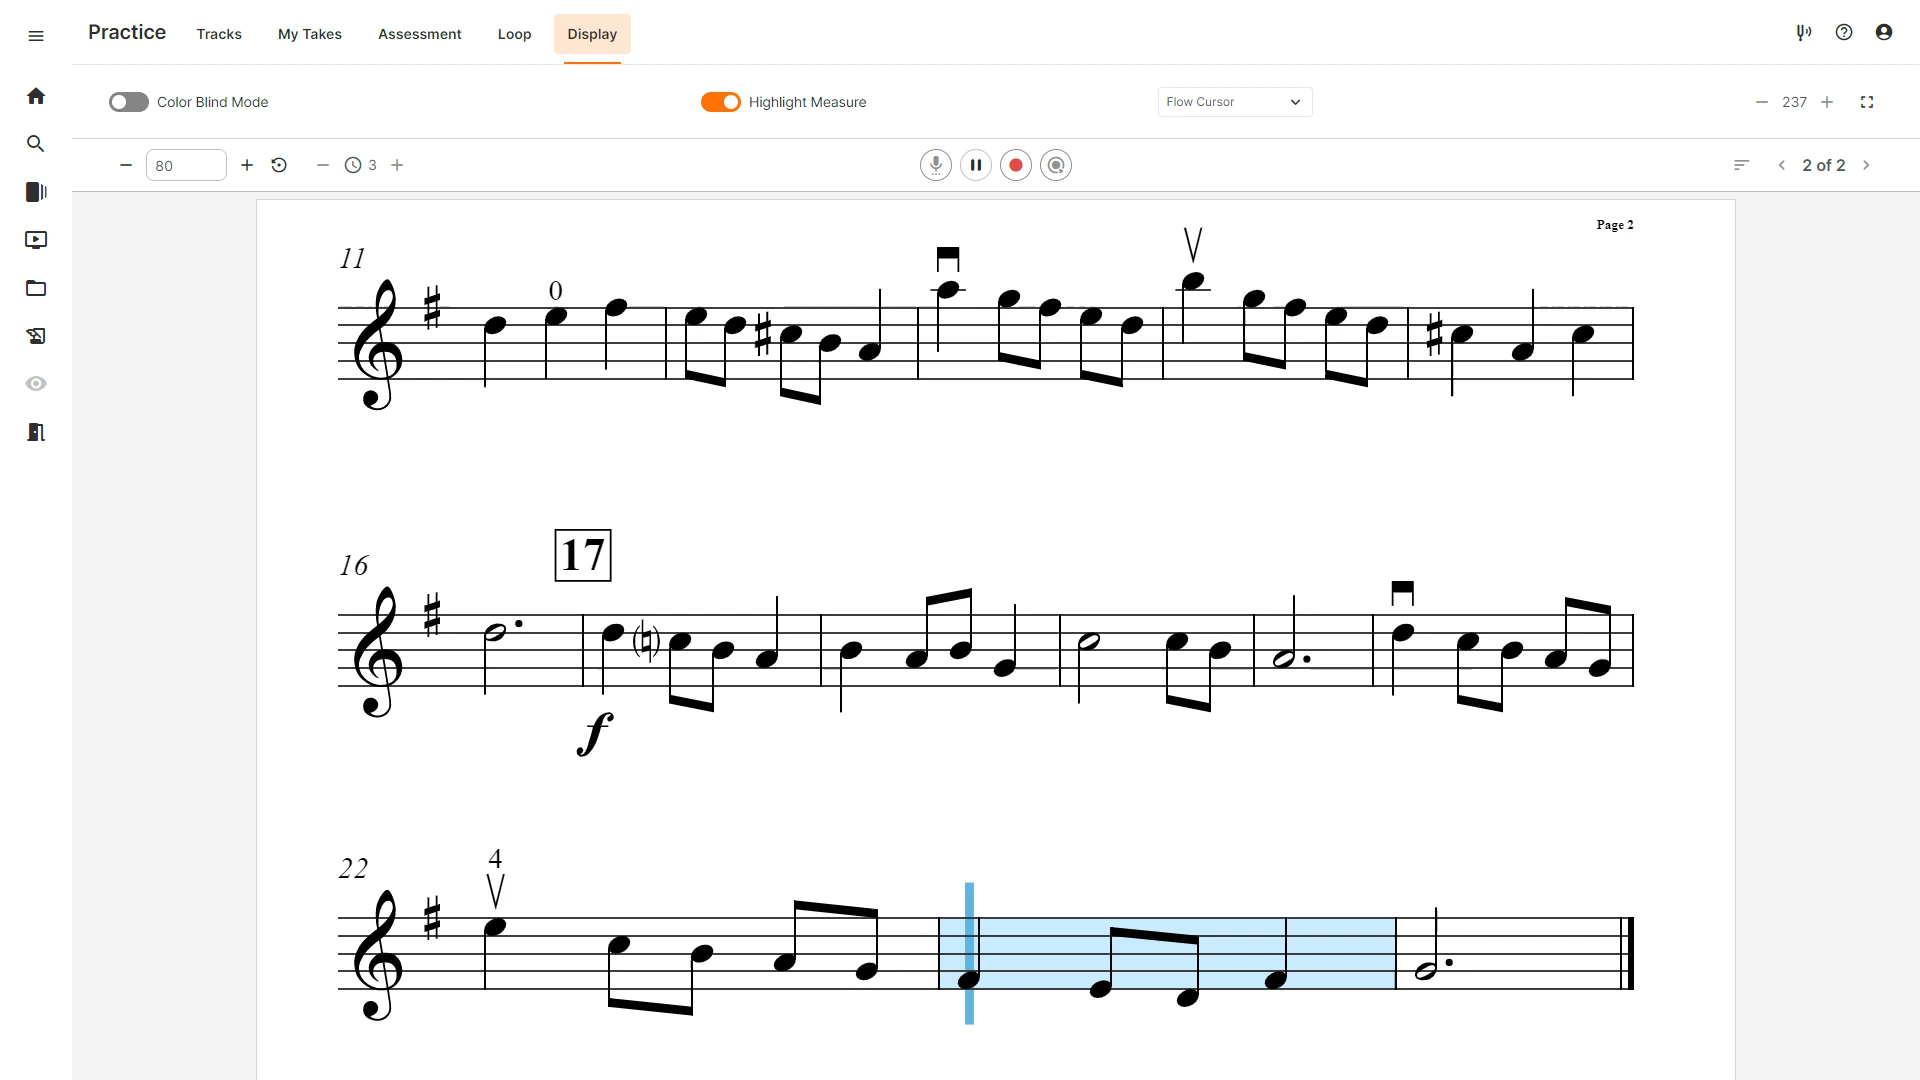 Practice Tracks My Takes Assessment Loop Display
Color Blind Mode Highlight Measure Flow Cursor 237
80 3 2 of 2
Page 2
11
0
17
16
f
4
22